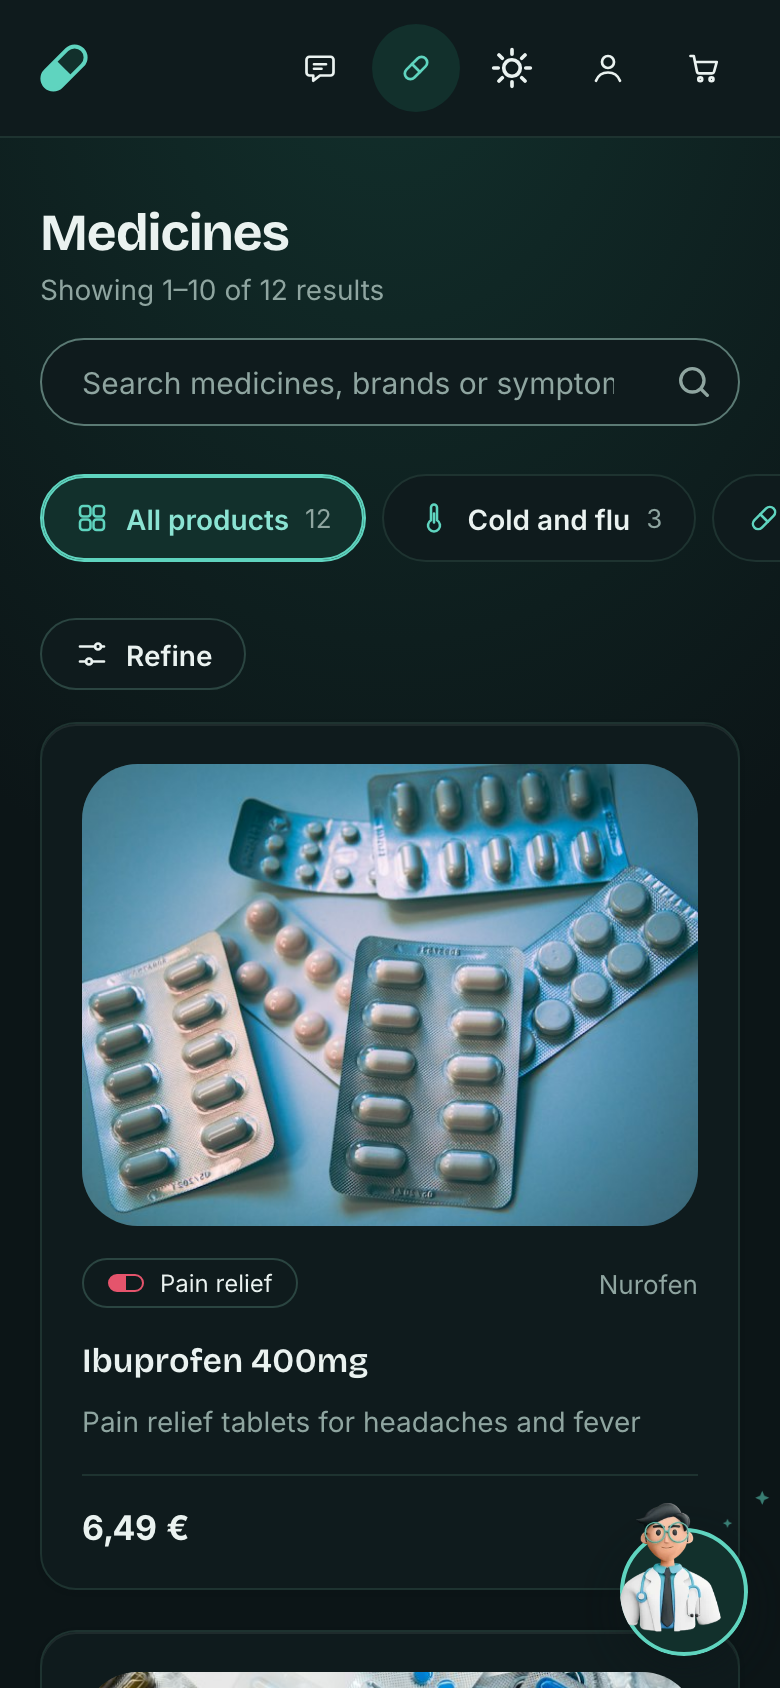 Medicines
Showing 1–10 of 12 results
Search medicines, brands or
All products 12
Cold and flu 3
Refine
Pain relief
Nurofen
Ibuprofen 400mg
Pain relief tablets for headaches and fever
6,49 €